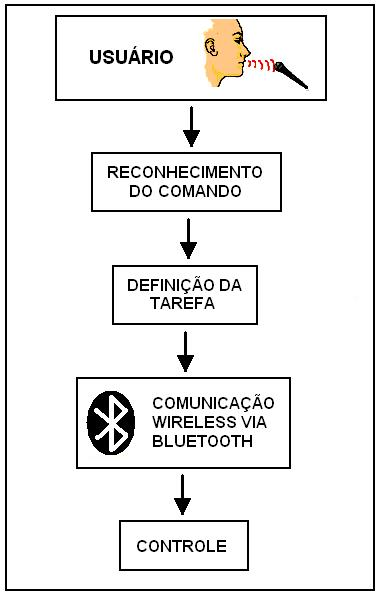 USUÁRIO
RECONHECIMENTO
DO COMANDO
DEFINIÇÃO DA
TAREFA
COMUNICAÇÃO
WIRELESS VIA
BLUETOOTH
CONTROLE